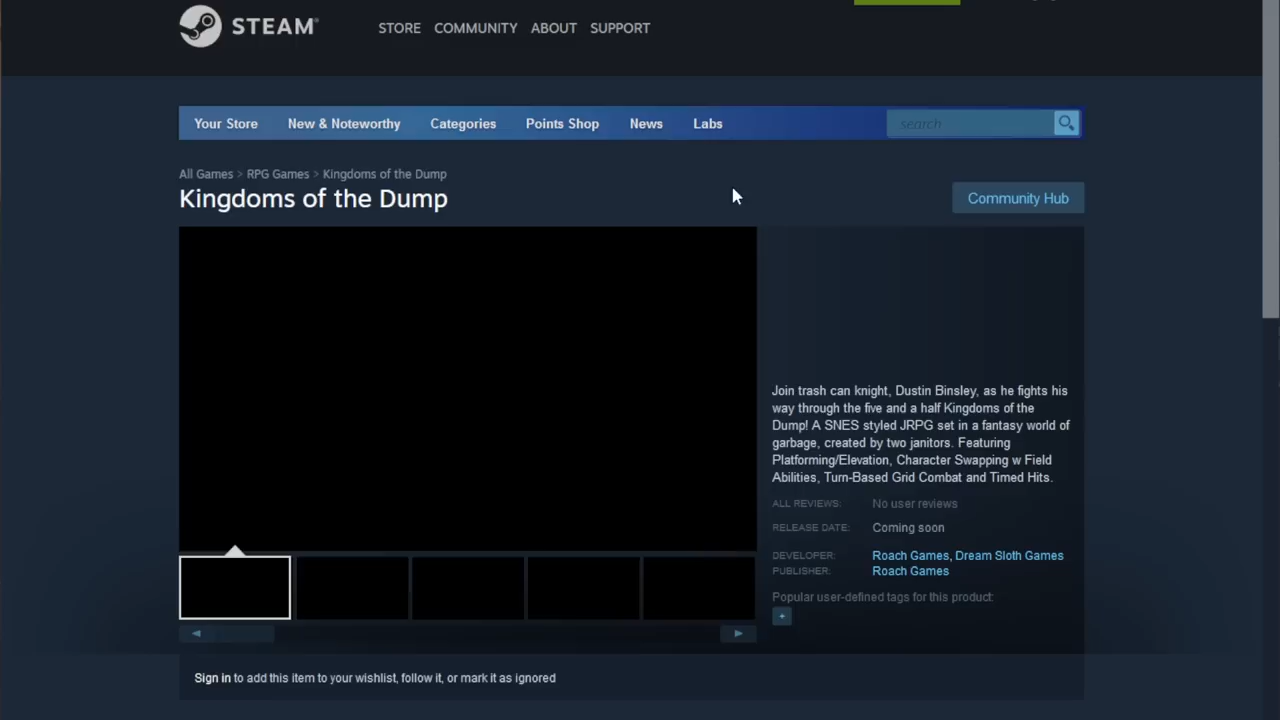 STEAM®
STORE COMMUNITY ABOUT SUPPORT
Your Store New & Noteworthy Categories Points Shop News Labs search
All Games > RPG Games > Kingdoms of the Dump
Kingdoms of the Dump
Community Hub
Join trash can knight, Dustin Binsley, as he fights his
way through the five and a half Kingdoms of the
Dump! A SNES styled JRPG set in a fantasy world of
garbage, created by two janitors. Featuring
Platforming/Elevation, Character Swapping w Field
Abilities, Turn-Based Grid Combat and Timed Hits.
ALL REVIEWS: No user reviews
RELEASE DATE: Coming soon
DEVELOPER: Roach Games, Dream Sloth Games
PUBLISHER: Roach Games
Popular user-defined tags for this product:
+
Sign in to add this item to your wishlist, follow it, or mark it as ignored